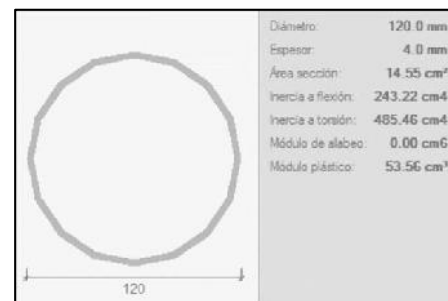 Diámetro: 120.0 mm
Espesor: 4.0 mm
Área sección: 14.55 cm²
Inercia a flexión: 243.22 cm4
Inercia a torsión: 485.46 cm4
Módulo de alabeo: 0.00 cm6
Módulo plástico: 53.56 cm³
120